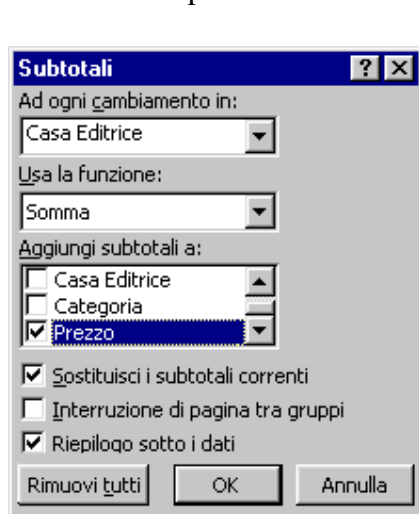 Subtotali
Ad ogni cambiamento in:
Casa Editrice
Usa la funzione:
Somma
Aggiungi subtotali a:
Casa Editrice
Categoria
Prezzo
Sostituisci i subtotali correnti
Interruzione di pagina tra gruppi
Riepilogo sotto i dati
Rimuovi tutti OK Annulla